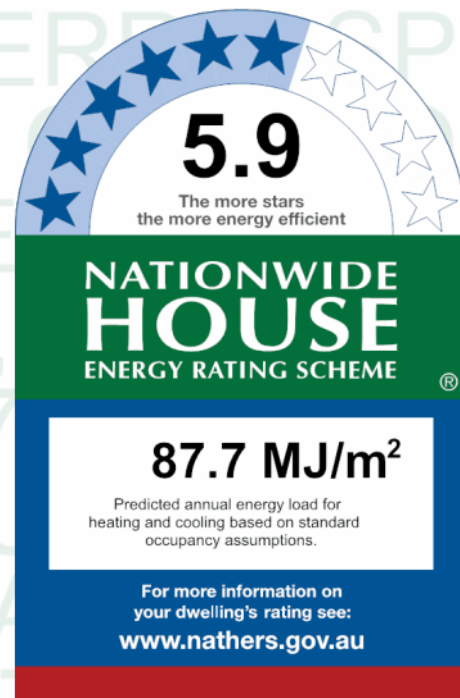 5.9
The more stars
the more energy efficient
NATIONWIDE
HOUSE
ENERGY RATING SCHEME
®
87.7 MJ/m²
Predicted annual energy load for
heating and cooling based on standard
occupancy assumptions.
For more information on
your dwelling's rating see:
www.nathers.gov.au